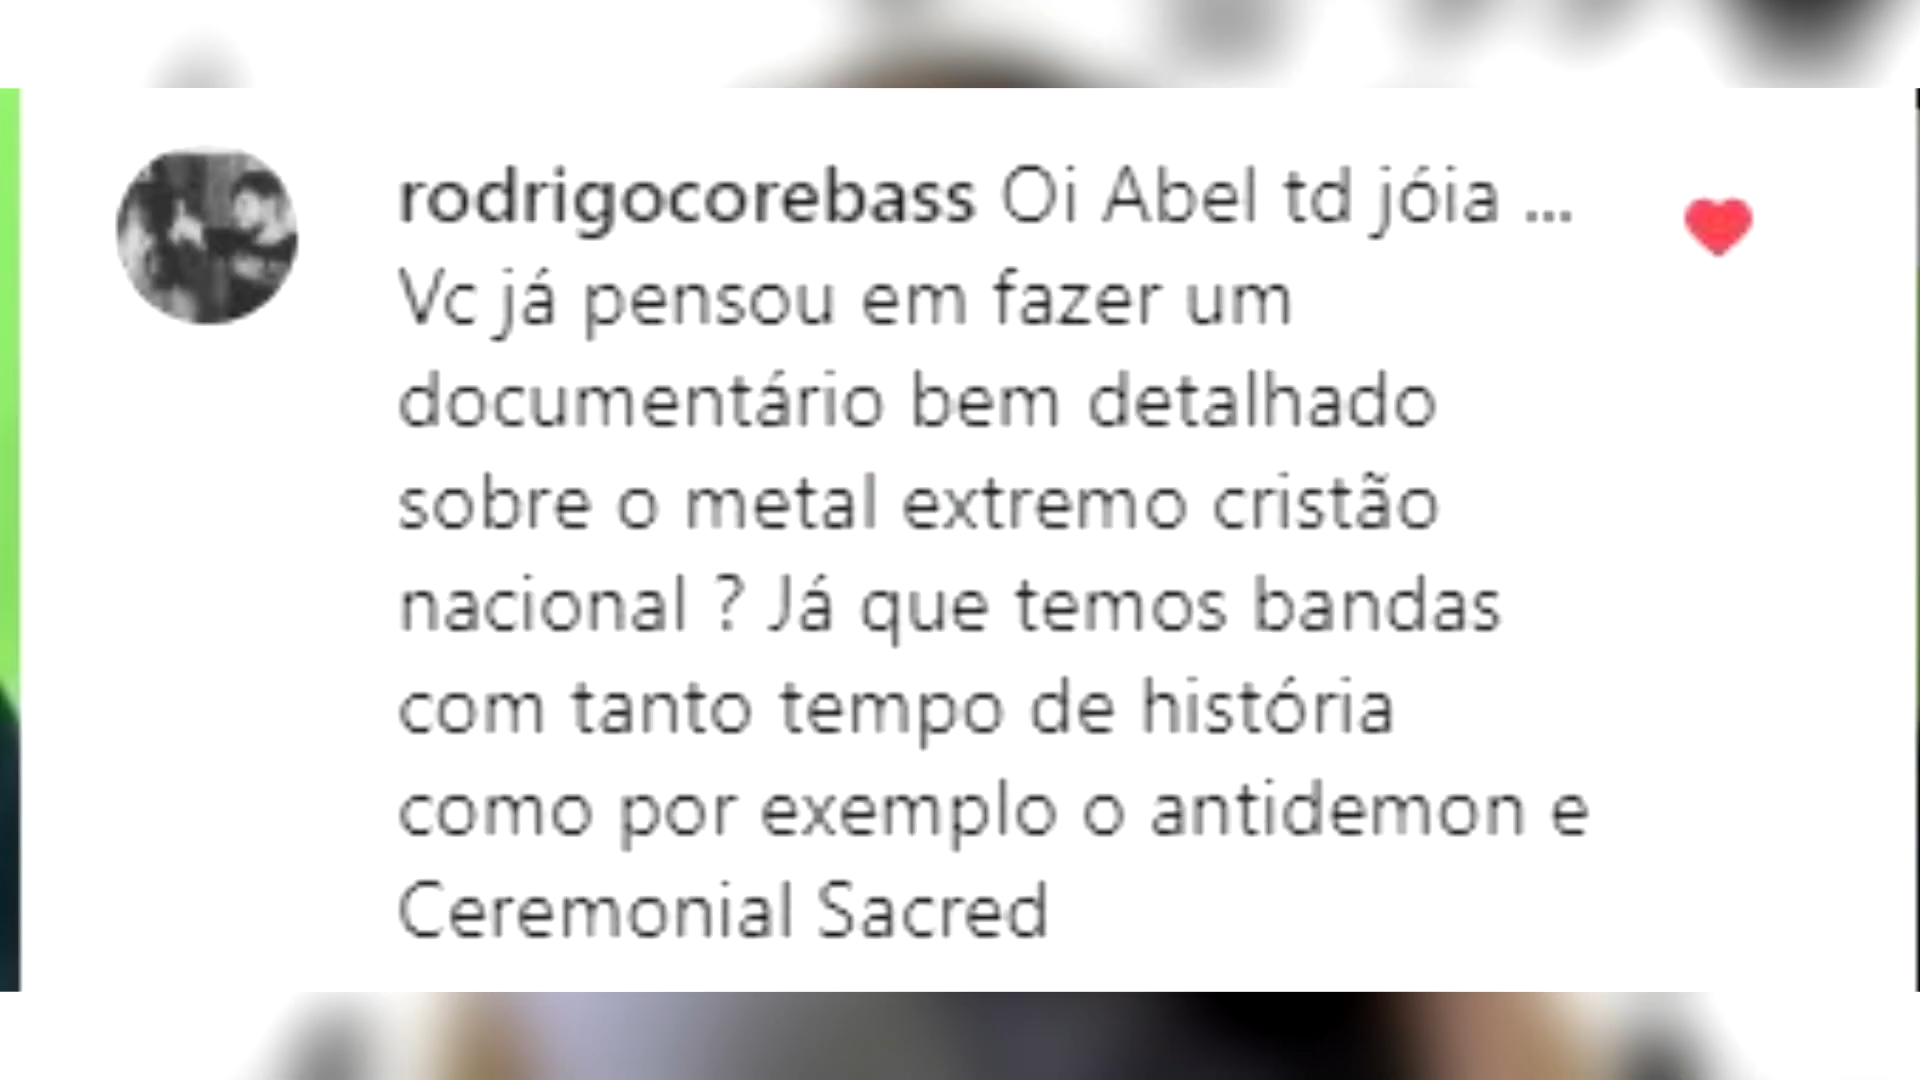 rodrigocorebass Oi Abel td jóia ...
Vc já pensou em fazer um
documentário bem detalhado
sobre o metal extremo cristão
nacional ? Já que temos bandas
com tanto tempo de história
como por exemplo o antidemon e
Ceremonial Sacred